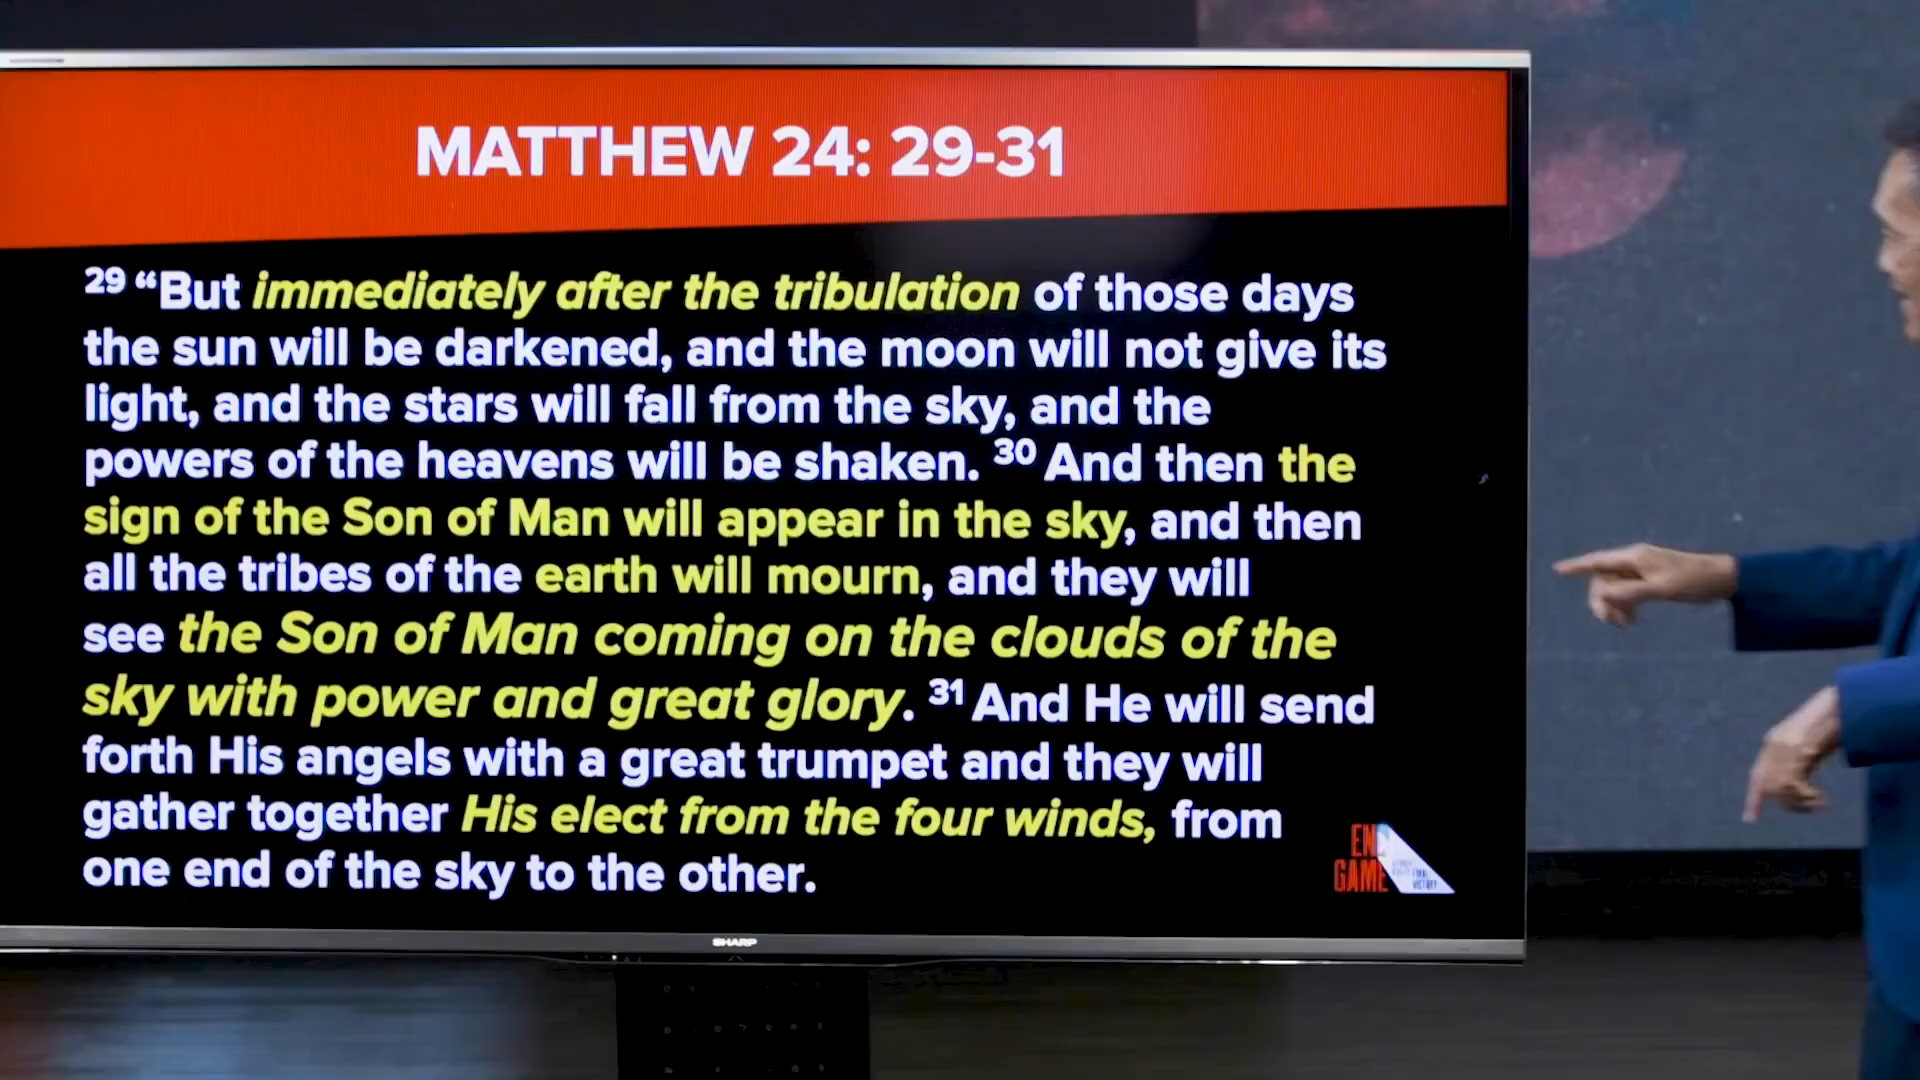 MATTHEW 24: 29-31
29 “But immediately after the tribulation of those days
the sun will be darkened, and the moon will not give its
light, and the stars will fall from the sky, and the
powers of the heavens will be shaken. 30 And then the
sign of the Son of Man will appear in the sky, and then
all the tribes of the earth will mourn, and they will
see the Son of Man coming on the clouds of the
sky with power and great glory. 31 And He will send
forth His angels with a great trumpet and they will
gather together His elect from the four winds, from
one end of the sky to the other.
END
GAME
FINAL
VICTORY
SHARP